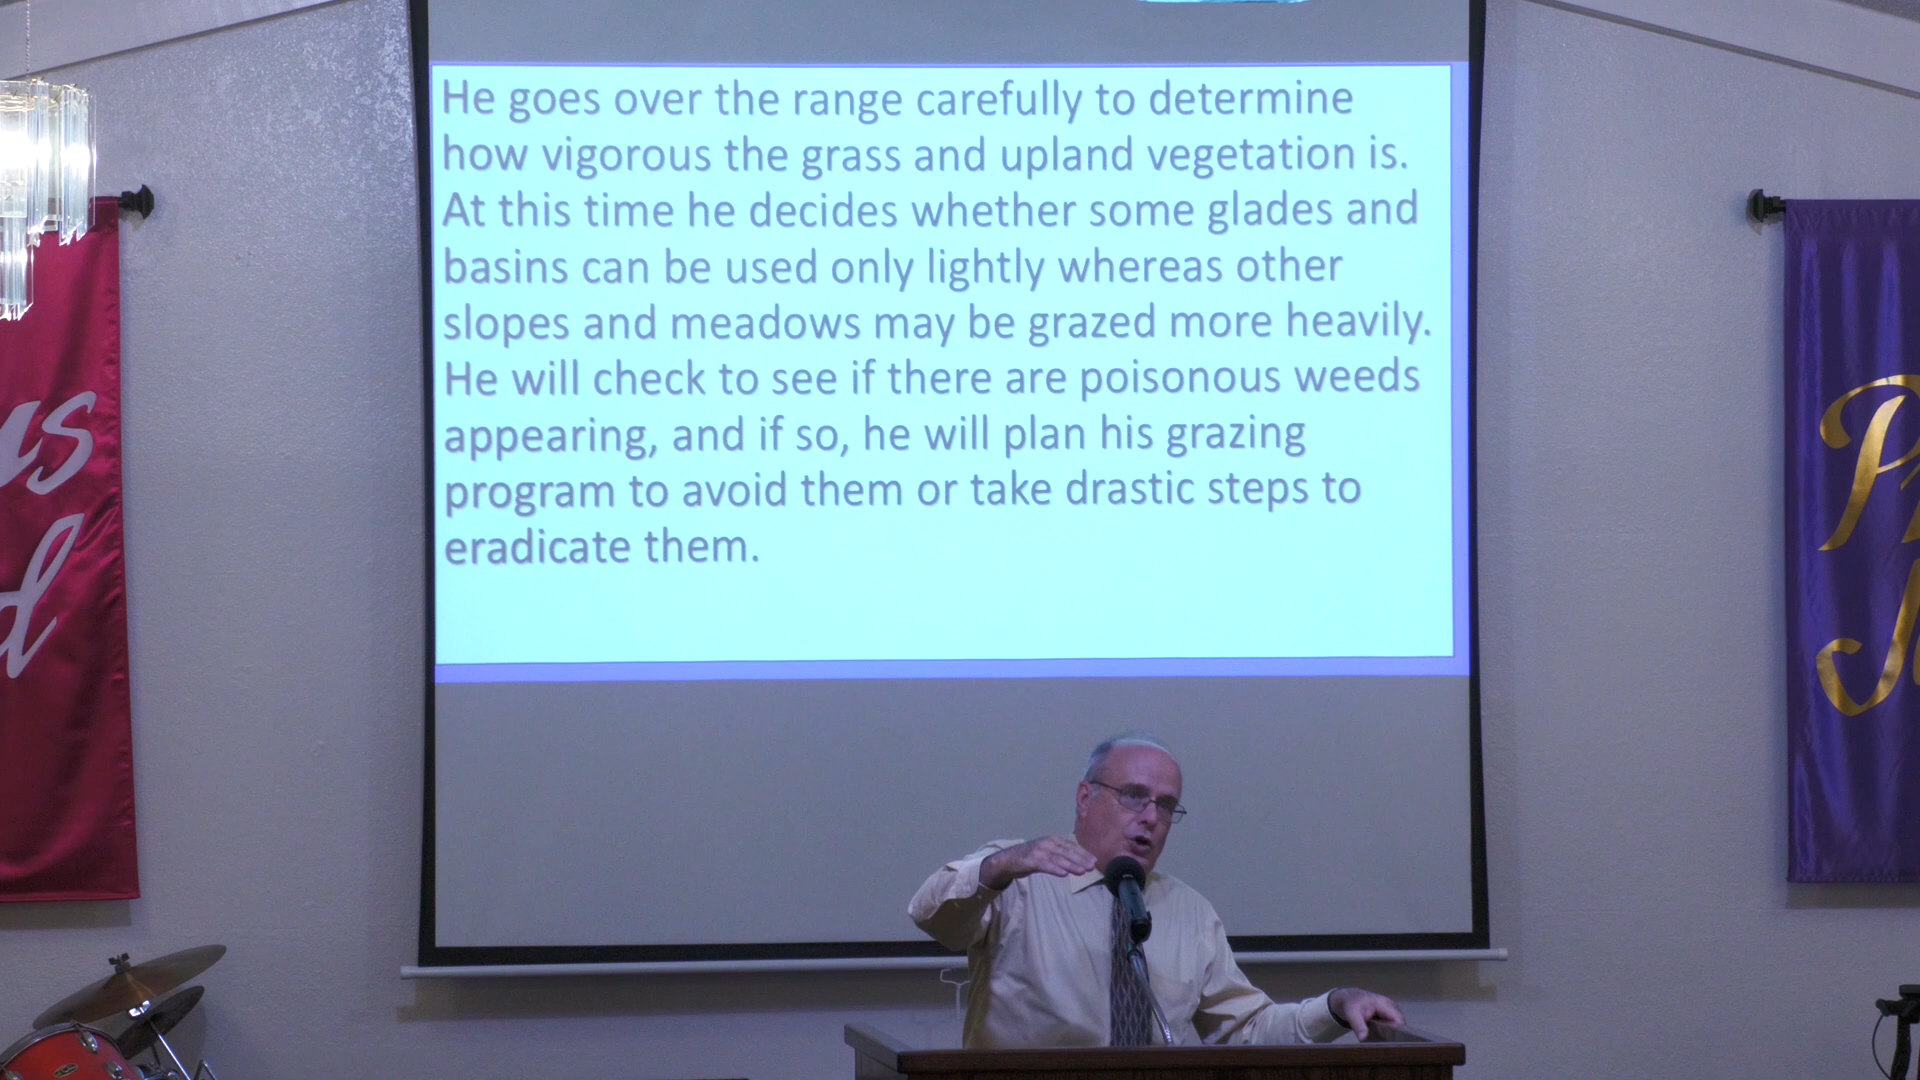 He goes over the range carefully to determine
how vigorous the grass and upland vegetation is.
At this time he decides whether some glades and
basins can be used only lightly whereas other
slopes and meadows may be grazed more heavily.
He will check to see if there are poisonous weeds
appearing, and if so, he will plan his grazing
program to avoid them or take drastic steps to
eradicate them.